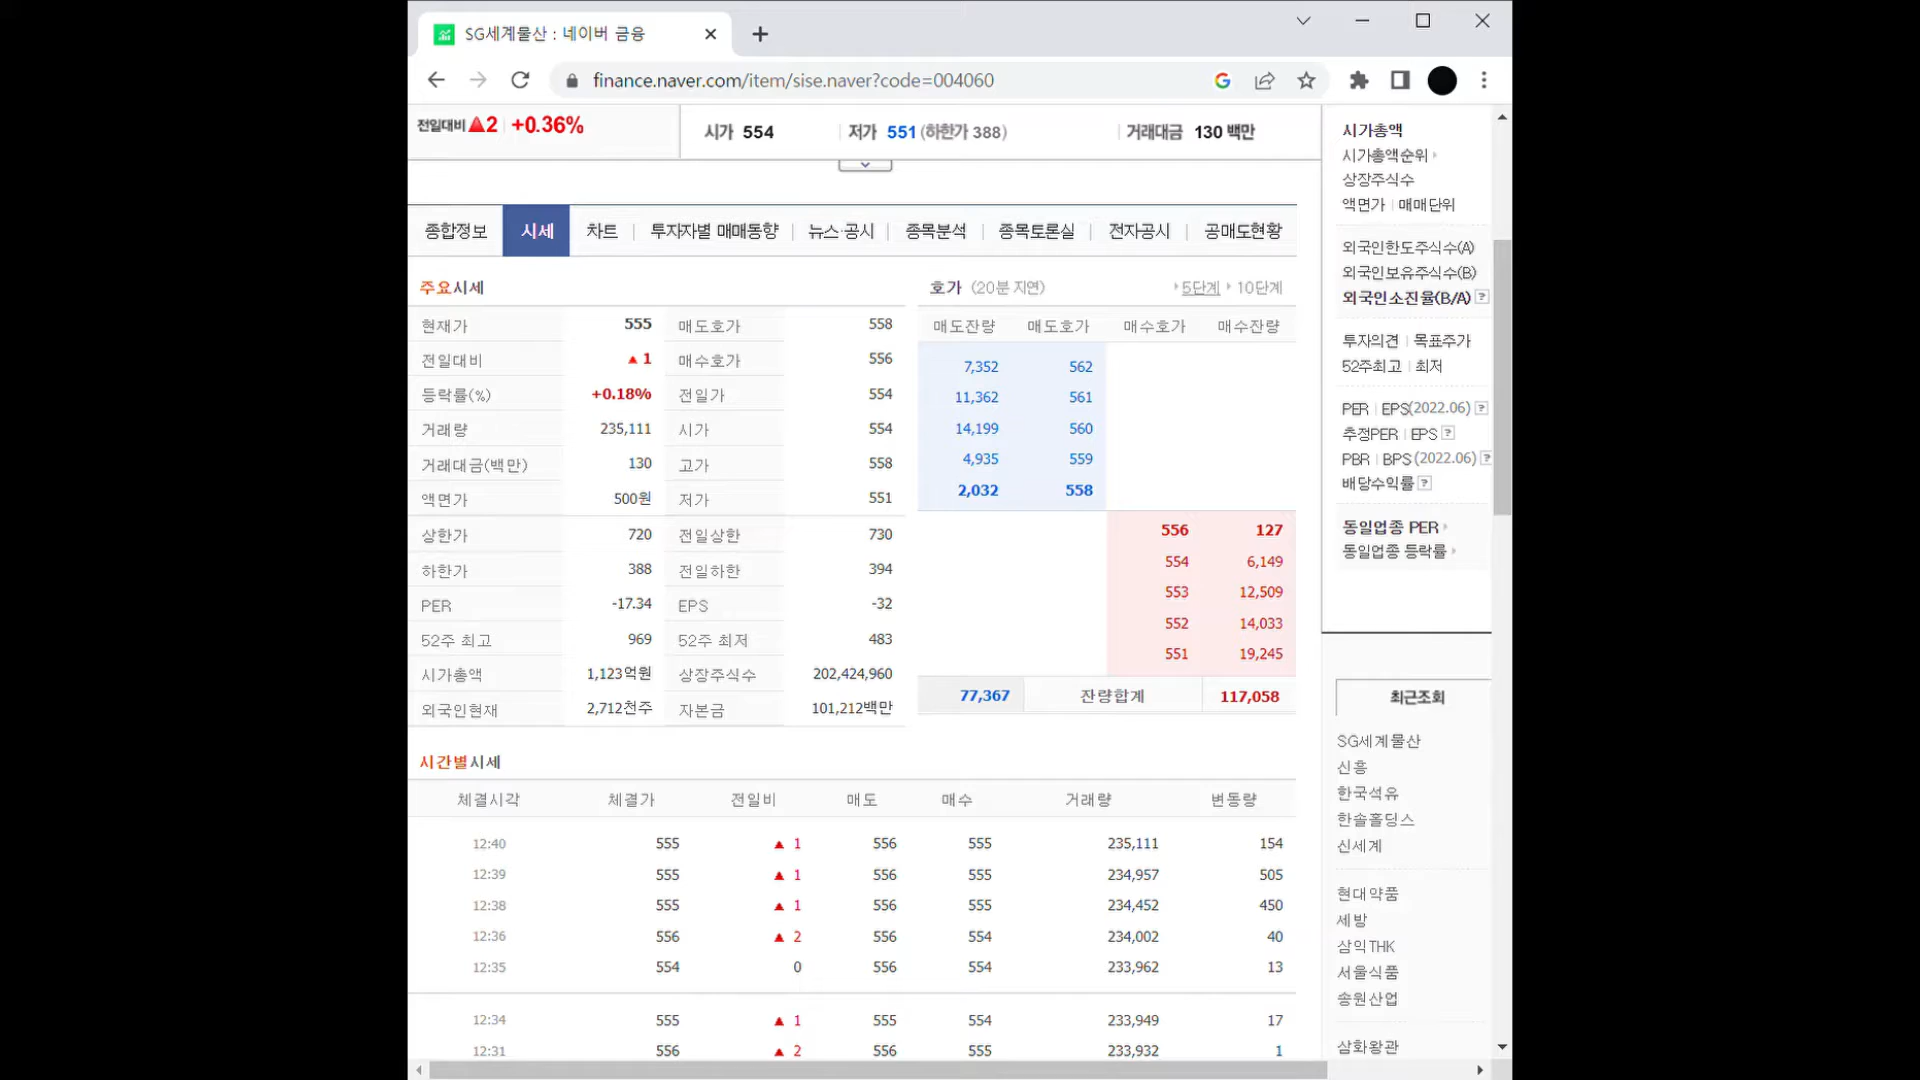 SG세계물산 : 네이버 금융
finance.naver.com/item/sise.naver?code=004060
전일대비 ▲2 +0.36%
시가 554
저가 551 (하한가 388)
거래대금 130 백만
종합정보 시세 차트 투자자별 매매동향 뉴스·공시 종목분석 종목토론실 전자공시 공매도현황
주요시세
현재가 555 매도호가 558
전일대비 ▲ 1 매수호가 556
등락률(%) +0.18% 전일가 554
거래량 235,111 시가 554
거래대금(백만) 130 고가 558
액면가 500원 저가 551
상한가 720 전일상한 730
하한가 388 전일하한 394
PER -17.34 EPS -32
52주 최고 969 52주 최저 483
시가총액 1,123억원 상장주식수 202,424,960
외국인현재 2,712천주 자본금 101,212백만
호가 (20분 지연) 5단계 10단계
매도잔량 매도호가 매수호가 매수잔량
7,352 562
11,362 561
14,199 560
4,935 559
2,032 558
556 127
554 6,149
553 12,509
552 14,033
551 19,245
77,367 잔량합계 117,058
시간별시세
체결시각 체결가 전일비 매도 매수 거래량 변동량
12:40 555 ▲ 1 556 555 235,111 154
12:39 555 ▲ 1 556 555 234,957 505
12:38 555 ▲ 1 556 555 234,452 450
12:36 556 ▲ 2 556 554 234,002 40
12:35 554 0 556 554 233,962 13
12:34 555 ▲ 1 555 554 233,949 17
12:31 556 ▲ 2 556 555 233,932 1
시가총액
시가총액순위
상장주식수
액면가 | 매매단위
외국인한도주식수(A)
외국인보유주식수(B)
외국인소진율(B/A) ?
투자의견 | 목표주가
52주최고 | 최저
PER | EPS(2022.06) ?
추정PER | EPS ?
PBR | BPS (2022.06) ?
배당수익률 ?
동일업종 PER
동일업종 등락률
최근조회
SG세계물산
신흥
한국석유
한솔홀딩스
신세계
현대약품
세방
삼익THK
서울식품
송원산업
삼화왕관